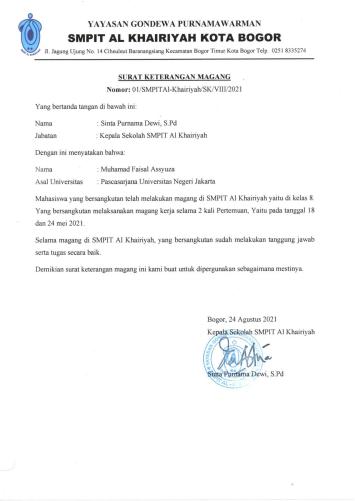 YAYASAN GONDEWA PURNAMAWARMAN
SMPIT AL KHAIRIYAH KOTA BOGOR
Jl. Jagung Ujung No. 14 Ciheuleut Baranangsiang Kecamatan Bogor Timur Kota Bogor Telp. 0251 8335274
SURAT KETERANGAN MAGANG
Nomor: 01/SMPITAl-Khairiyah/SK/VIII/2021
Yang bertanda tangan di bawah ini:
Nama : Sinta Purnama Dewi, S.Pd
Jabatan : Kepala Sekolah SMPIT Al Khairiyah
Dengan ini menyatakan bahwa:
Nama : Muhamad Faisal Assyuza
Asal Universitas : Pascasarjana Universitas Negeri Jakarta
Mahasiswa yang bersangkutan telah melakukan magang di SMPIT Al Khairiyah yaitu di kelas 8.
Yang bersangkutan melaksanakan magang kerja selama 2 kali Pertemuan, Yaitu pada tanggal 18
dan 24 mei 2021.
Selama magang di SMPIT Al Khairiyah, yang bersangkutan sudah melakukan tanggung jawab
serta tugas secara baik.
Demikian surat keterangan magang ini kami buat untuk dipergunakan sebagaimana mestinya.
Bogor, 24 Agustus 2021
Kepala Sekolah SMPIT Al Khairiyah
Sinta Purnama Dewi, S.Pd